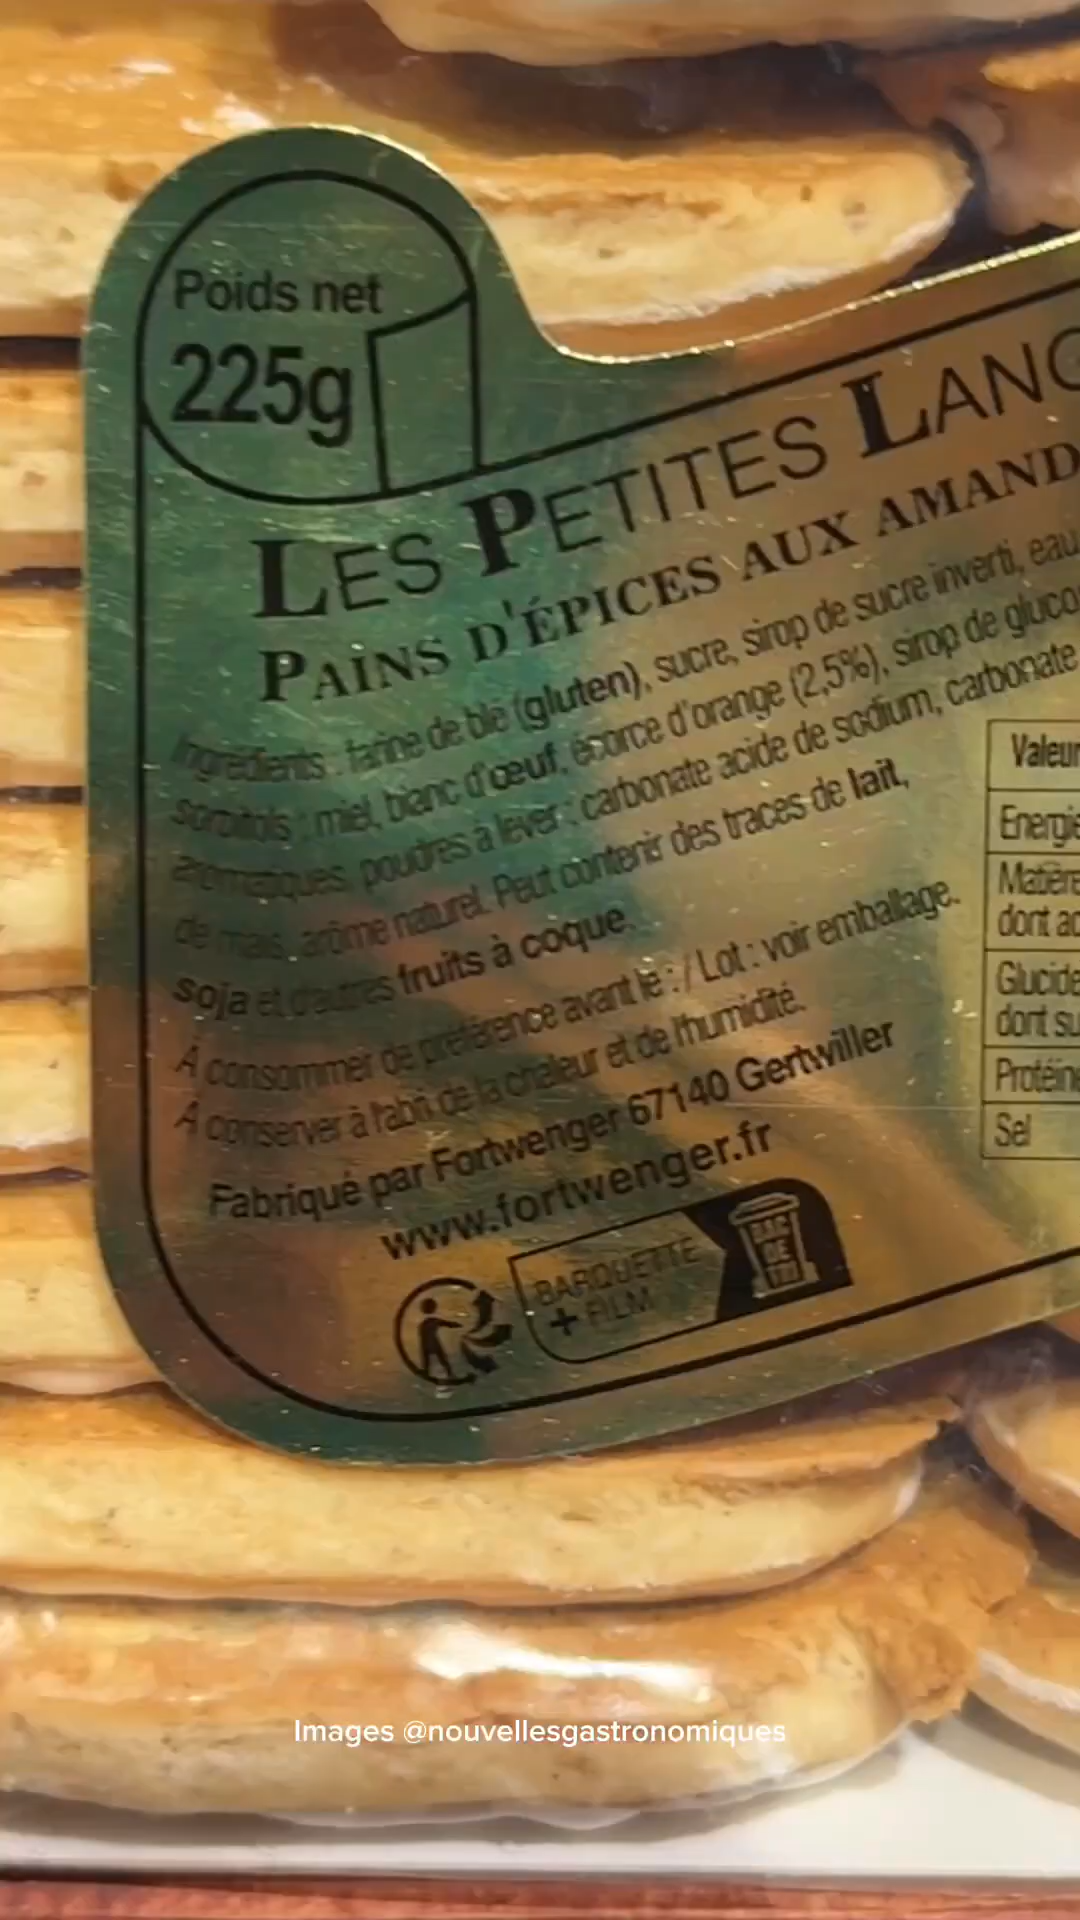 Poids net
225g
LES PETITES LANG
PAINS D'ÉPICES AUX AMAND
Ingrédients : farine de blé (gluten), sucre, sirop de sucre inverti, eau
sorbitols ; miel, blanc d'œuf, écorce d'orange (2,5%), sirop de gluco
aromatiques, poudres à lever : carbonate acide de sodium, carbonate
de maïs, arôme naturel. Peut contenir des traces de lait,
soja et d'autres fruits à coque.
À consommer de préférence avant le : / Lot : voir emballage.
À conserver à l'abri de la chaleur et de l'humidité.
Fabriqué par Fortwenger 67140 Gertwiller
www.fortwenger.fr
BARQUETTE
+ FILM
BAC
DE
TRI
Valeur
Energie
Matière
dont ac
Glucide
dont su
Protéine
Sel
Images @nouvellesgastronomiques